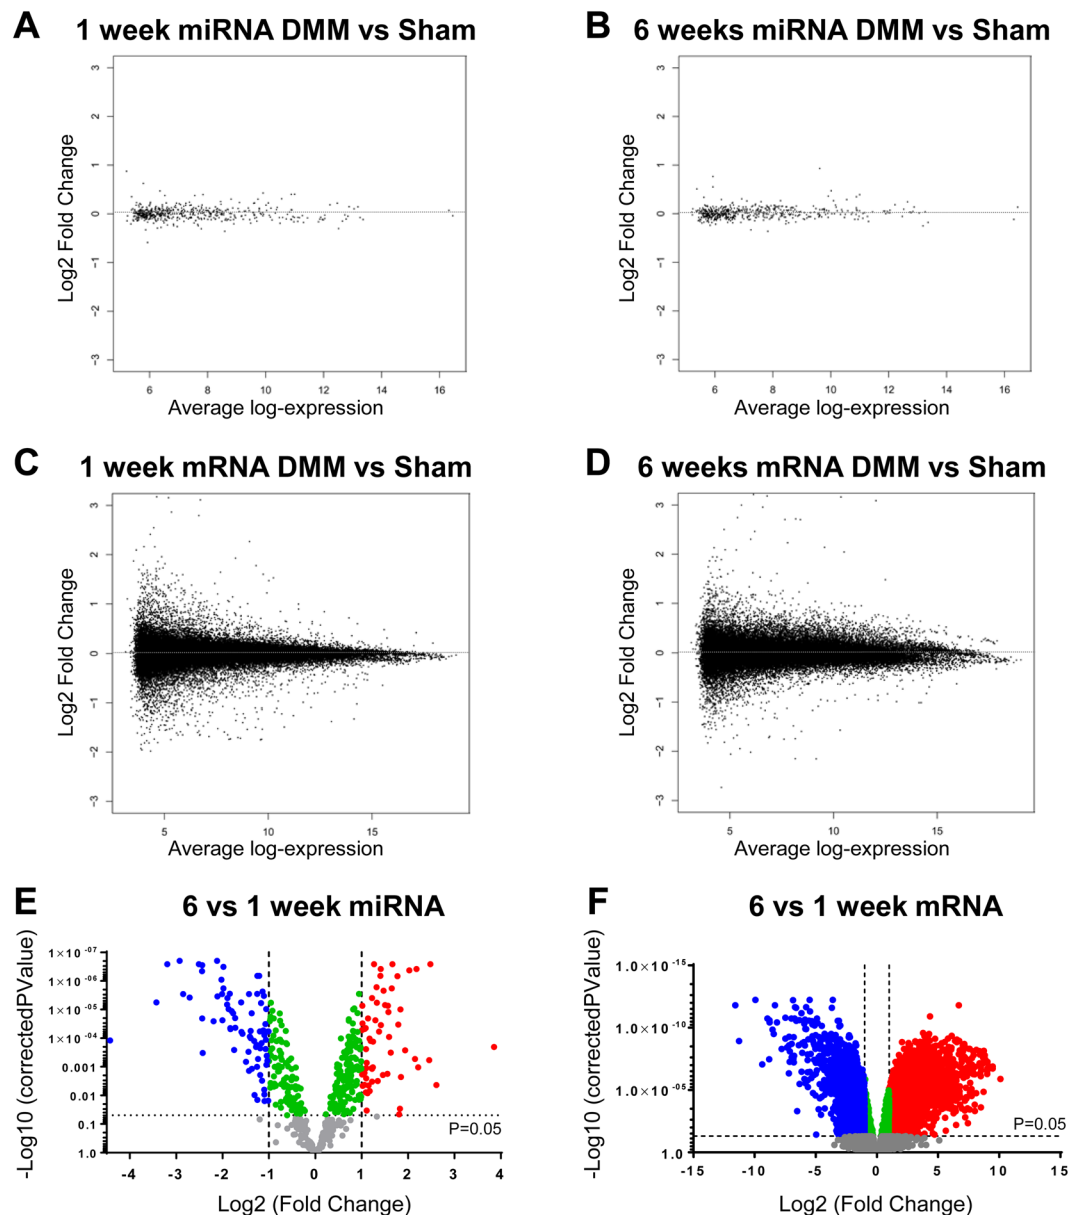 A 1 week miRNA DMM vs Sham
B 6 weeks miRNA DMM vs Sham
Log2 Fold Change
3
2
1
0
−1
−2
−3
6 8 10 12 14 16
Average log-expression
Log2 Fold Change
3
2
1
0
−1
−2
−3
6 8 10 12 14 16
Average log-expression
C 1 week mRNA DMM vs Sham
D 6 weeks mRNA DMM vs Sham
Log2 Fold Change
3
2
1
0
−1
−2
−3
5 10 15
Average log-expression
Log2 Fold Change
3
2
1
0
−1
−2
−3
5 10 15
Average log-expression
E 6 vs 1 week miRNA
F 6 vs 1 week mRNA
-Log10 (correctedPValue)
1×10 -07
1×10 -06
1×10 -05
1×10 -04
0.001
0.01
0.1
1.0
P=0.05
-4 -3 -2 -1 0 1 2 3 4
Log2 (Fold Change)
-Log10 (correctedPValue)
1.0×10 -15
1.0×10 -10
1.0×10 -05
1.0
P=0.05
-15 -10 -5 0 5 10 15
Log2 (Fold Change)